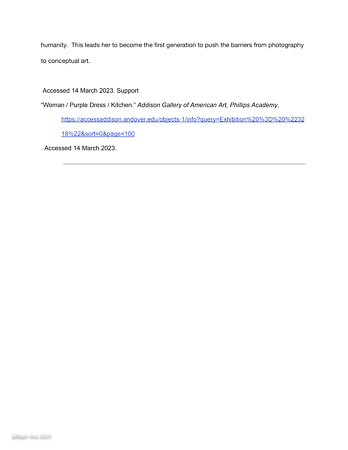 humanity.  This leads her to become the first generation to push the barriers from photography
to conceptual art.
Accessed 14 March 2023. Support
"Woman / Purple Dress / Kitchen." Addison Gallery of American Art, Phillips Academy,
https://accessaddison.andover.edu/objects-1/info?query=Exhibition%20%3D%20%2232
18%22&sort=0&page=100
. Accessed 14 March 2023.